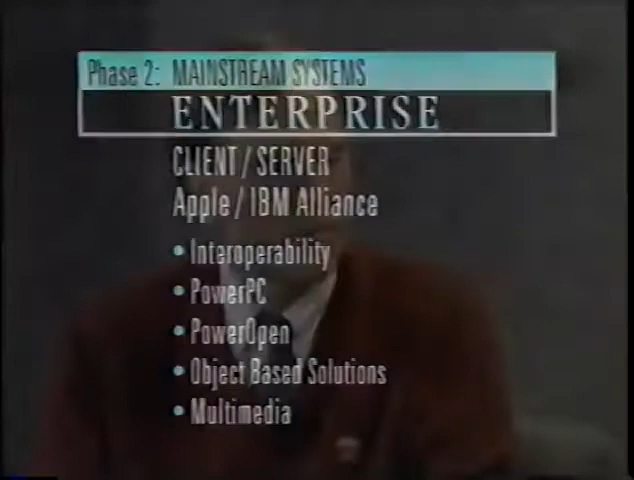 Phase 2: MAINSTREAM SYSTEMS
ENTERPRISE
CLIENT / SERVER
Apple / IBM Alliance
• Interoperability
• PowerPC
• PowerOpen
• Object Based Solutions
• Multimedia